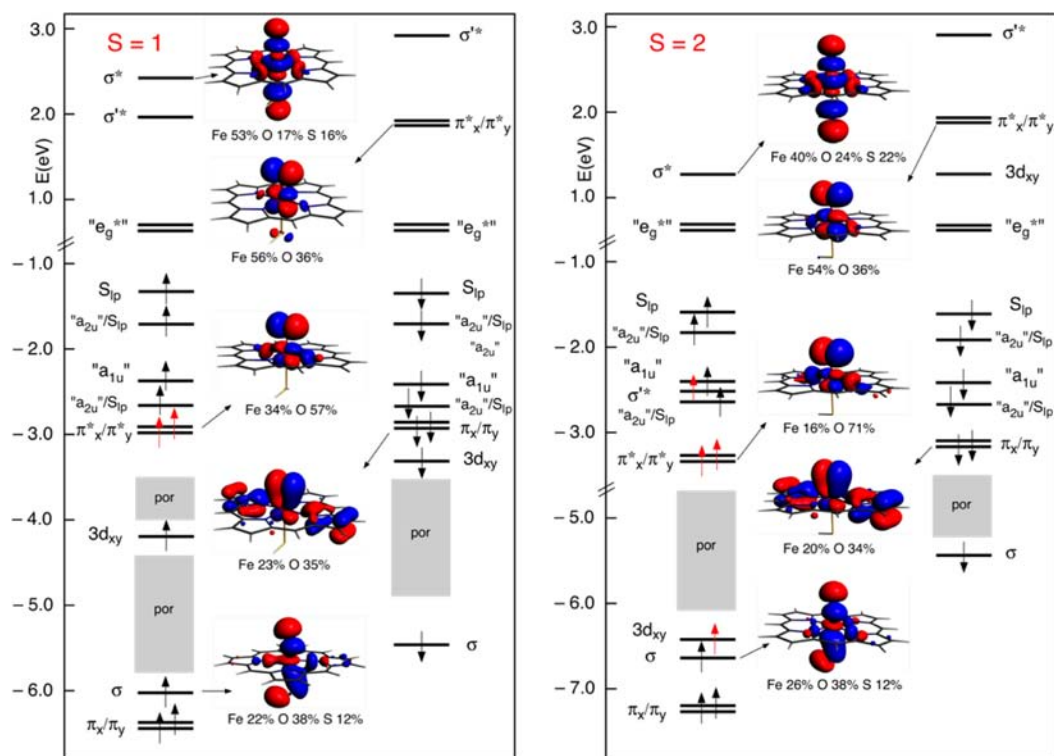 S = 1
E(eV)
3.0
2.0
1.0
– 1.0
– 2.0
– 3.0
– 4.0
– 5.0
– 6.0
σ*
σ'*
"eg*"
Slp
"a2u"/Slp
"a1u"
"a2u"/Slp
π*x/π*y
por
3dxy
por
σ
πx/πy
Fe 53% O 17% S 16%
Fe 56% O 36%
Fe 34% O 57%
Fe 23% O 35%
Fe 22% O 38% S 12%
σ'*
π*x/π*y
"eg*"
Slp
"a2u"/Slp
"a2u"
"a1u"
"a2u"/Slp
πx/πy
3dxy
por
σ
S = 2
E(eV)
3.0
2.0
1.0
– 1.0
– 2.0
– 3.0
– 5.0
– 6.0
– 7.0
σ*
"eg*"
Slp
"a2u"/Slp
"a1u"
σ'*
"a2u"/Slp
π*x/π*y
por
3dxy
σ
πx/πy
Fe 40% O 24% S 22%
Fe 54% O 36%
Fe 16% O 71%
Fe 20% O 34%
Fe 26% O 38% S 12%
σ'*
π*x/π*y
3dxy
"eg*"
Slp
"a2u"/Slp
"a1u"
"a2u"/Slp
πx/πy
por
σ